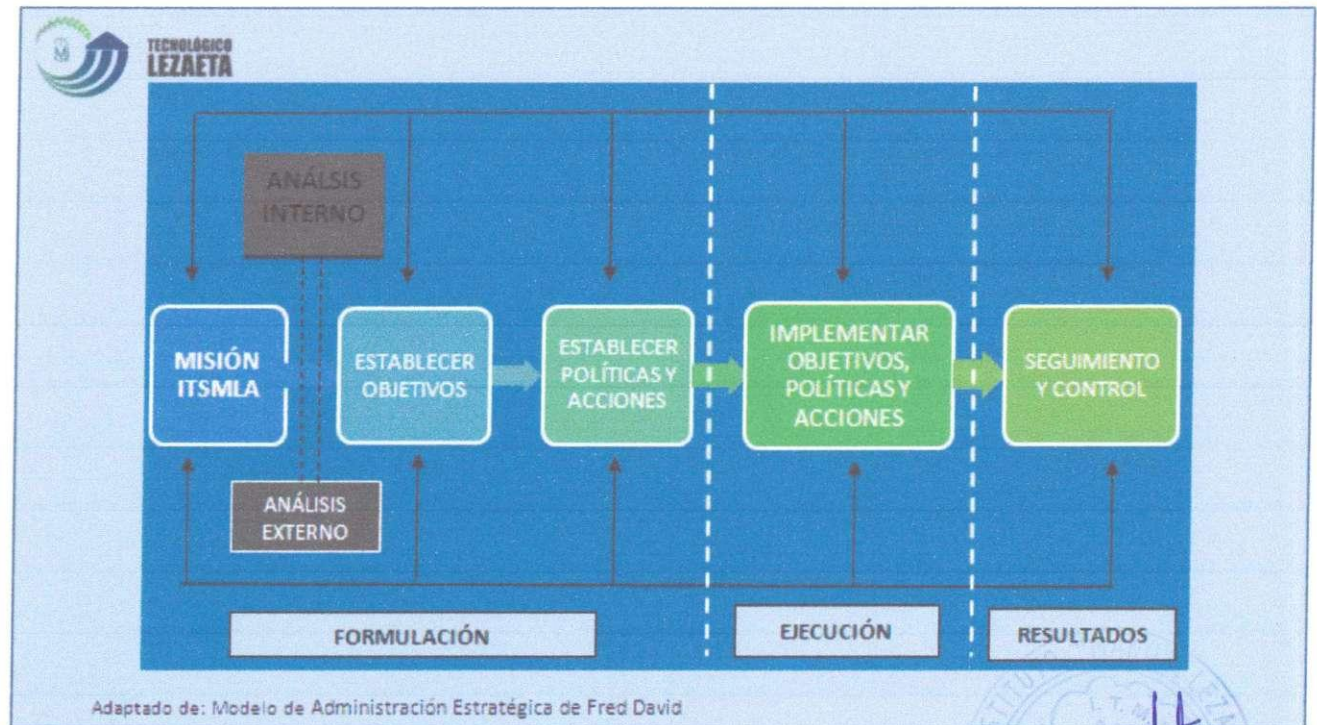 TECNOLÓGICO
LEZAETA
ANÁLSIS
INTERNO
MISIÓN
ITSMLA
ESTABLECER
OBJETIVOS
ESTABLECER
POLÍTICAS Y
ACCIONES
IMPLEMENTAR
OBJETIVOS,
POLÍTICAS Y
ACCIONES
SEGUIMIENTO
Y CONTROL
ANÁLISIS
EXTERNO
FORMULACIÓN
EJECUCIÓN
RESULTADOS
Adaptado de: Modelo de Administración Estratégica de Fred David